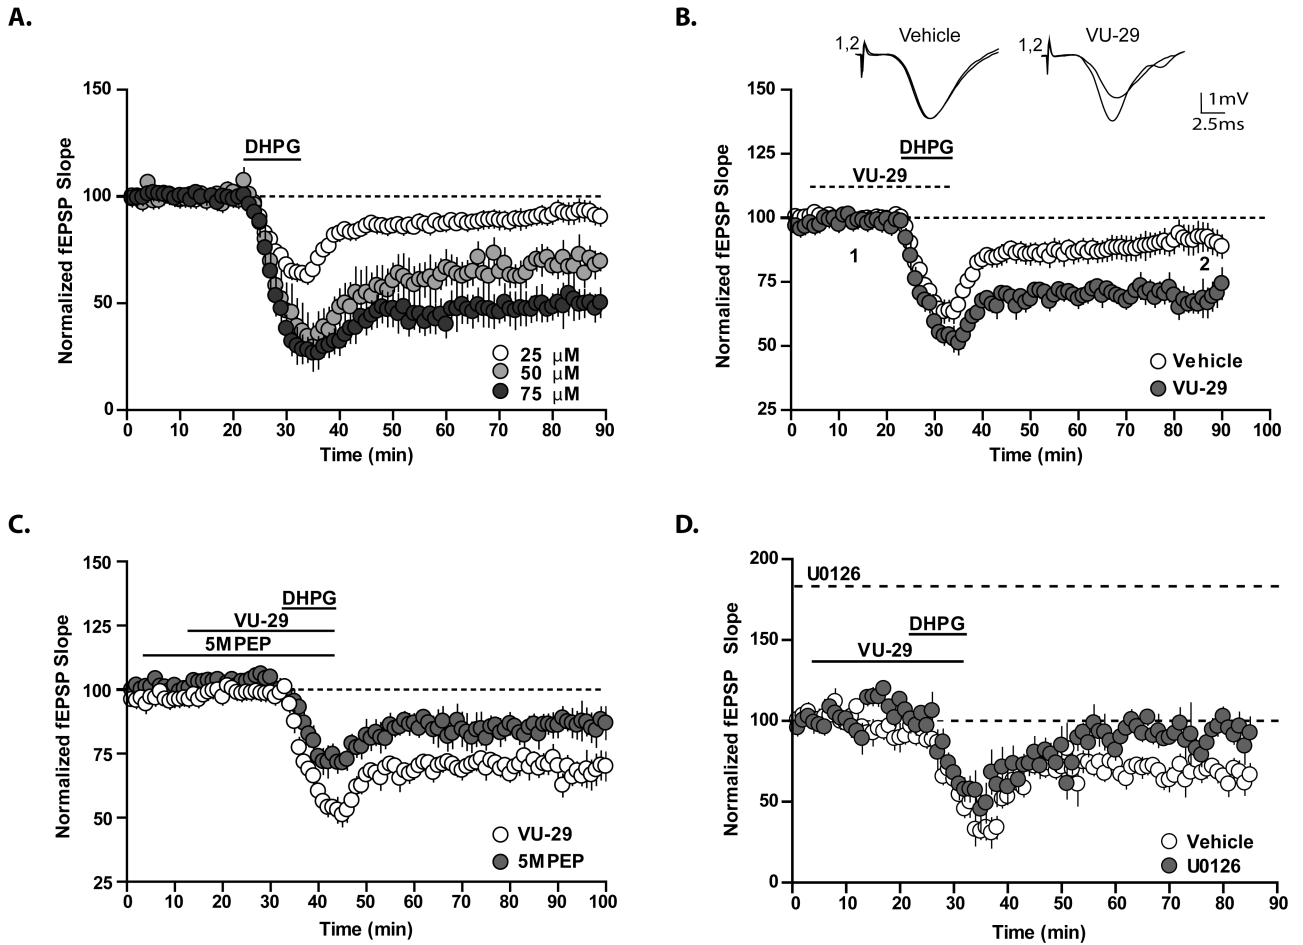 A.
Normalized fEPSP Slope
150
100
50
0
DHPG
25 µM
50 µM
75 µM
0 10 20 30 40 50 60 70 80 90
Time (min)
B.
1,2 Vehicle
1,2 VU-29
1mV
2.5ms
Normalized fEPSP Slope
150
125
100
75
50
25
DHPG
VU-29
1
2
Vehicle
VU-29
0 10 20 30 40 50 60 70 80 90 100
Time (min)
C.
Normalized fEPSP Slope
150
125
100
75
50
25
DHPG
VU-29
5MPEP
VU-29
5MPEP
0 10 20 30 40 50 60 70 80 90 100
Time (min)
D.
Normalized fEPSP Slope
200
150
100
50
0
U0126
DHPG
VU-29
Vehicle
U0126
0 10 20 30 40 50 60 70 80 90
Time (min)